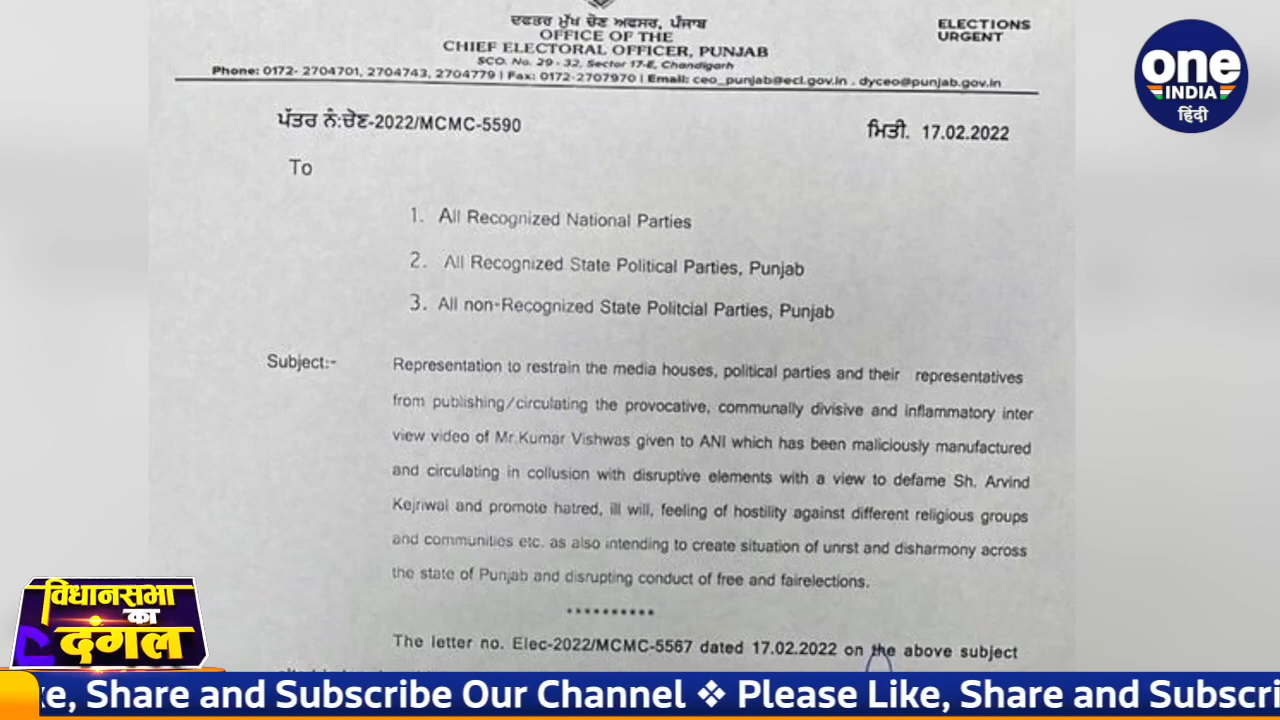 ਦਫਤਰ ਮੁੱਖ ਚੋਣ ਅਫਸਰ, ਪੰਜਾਬ
OFFICE OF THE
CHIEF ELECTORAL OFFICER, PUNJAB
SCO. No. 29 - 32, Sector 17-E, Chandigarh
Phone: 0172- 2704701, 2704743, 2704779 | Fax: 0172-2707970 | Email: ceo_punjab@eci.gov.in . dyceo@punjab.gov.in
ELECTIONS
URGENT
one
INDIA
हिंदी
ਪੱਤਰ ਨੰ:ਚੋਣ-2022/MCMC-5590
ਮਿਤੀ. 17.02.2022
To
1. All Recognized National Parties
2. All Recognized State Political Parties, Punjab
3. All non-Recognized State Politcial Parties, Punjab
Subject:-
Representation to restrain the media houses, political parties and their representatives
from publishing/circulating the provocative, communally divisive and inflammatory inter
view video of Mr.Kumar Vishwas given to ANI which has been maliciously manufactured
and circulating in collusion with disruptive elements with a view to defame Sh. Arvind
Kejriwal and promote hatred, ill will, feeling of hostility against different religious groups
and communities etc. as also intending to create situation of unrst and disharmony across
the state of Punjab and disrupting conduct of free and fairelections.
**********
The letter no. Elec-2022/MCMC-5567 dated 17.02.2022 on the above subject
विधानसभा
का
दंगल
ke, Share and Subscribe Our Channel ❖ Please Like, Share and Subscri